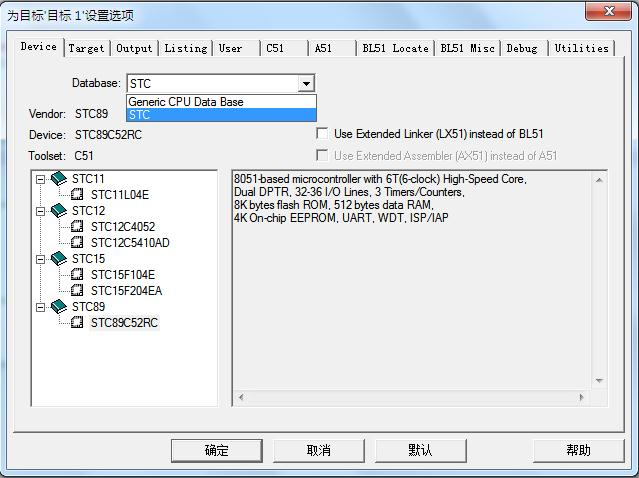 为目标'目标 1'设置选项
Device Target Output Listing User C51 A51 BL51 Locate BL51 Misc Debug Utilities
Database: STC
Generic CPU Data Base
STC
Vendor: STC89
Device: STC89C52RC
Toolset: C51
Use Extended Linker (LX51) instead of BL51
Use Extended Assembler (AX51) instead of A51
STC11
STC11L04E
STC12
STC12C4052
STC12C5410AD
STC15
STC15F104E
STC15F204EA
STC89
STC89C52RC
8051-based microcontroller with 6T(6-clock) High-Speed Core,
Dual DPTR, 32-36 I/O Lines, 3 Timers/Counters,
8K bytes flash ROM, 512 bytes data RAM,
4K On-chip EEPROM, UART, WDT, ISP/IAP
确定 取消 默认 帮助